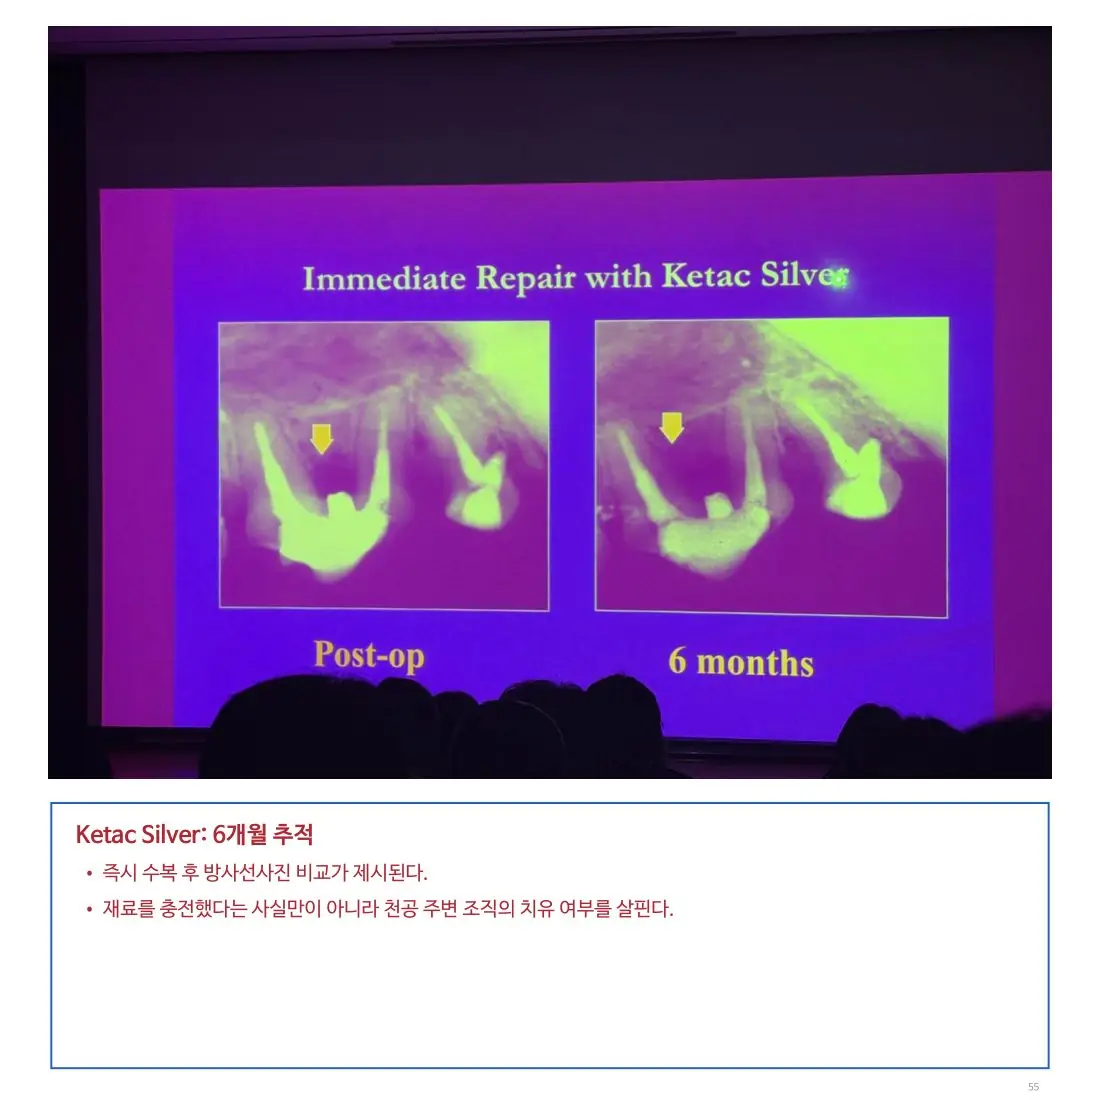 Immediate Repair with Ketac Silver
Post-op
6 months
Ketac Silver: 6개월 추적
• 즉시 수복 후 방사선사진 비교가 제시된다.
• 재료를 충전했다는 사실만이 아니라 천공 주변 조직의 치유 여부를 살핀다.
55